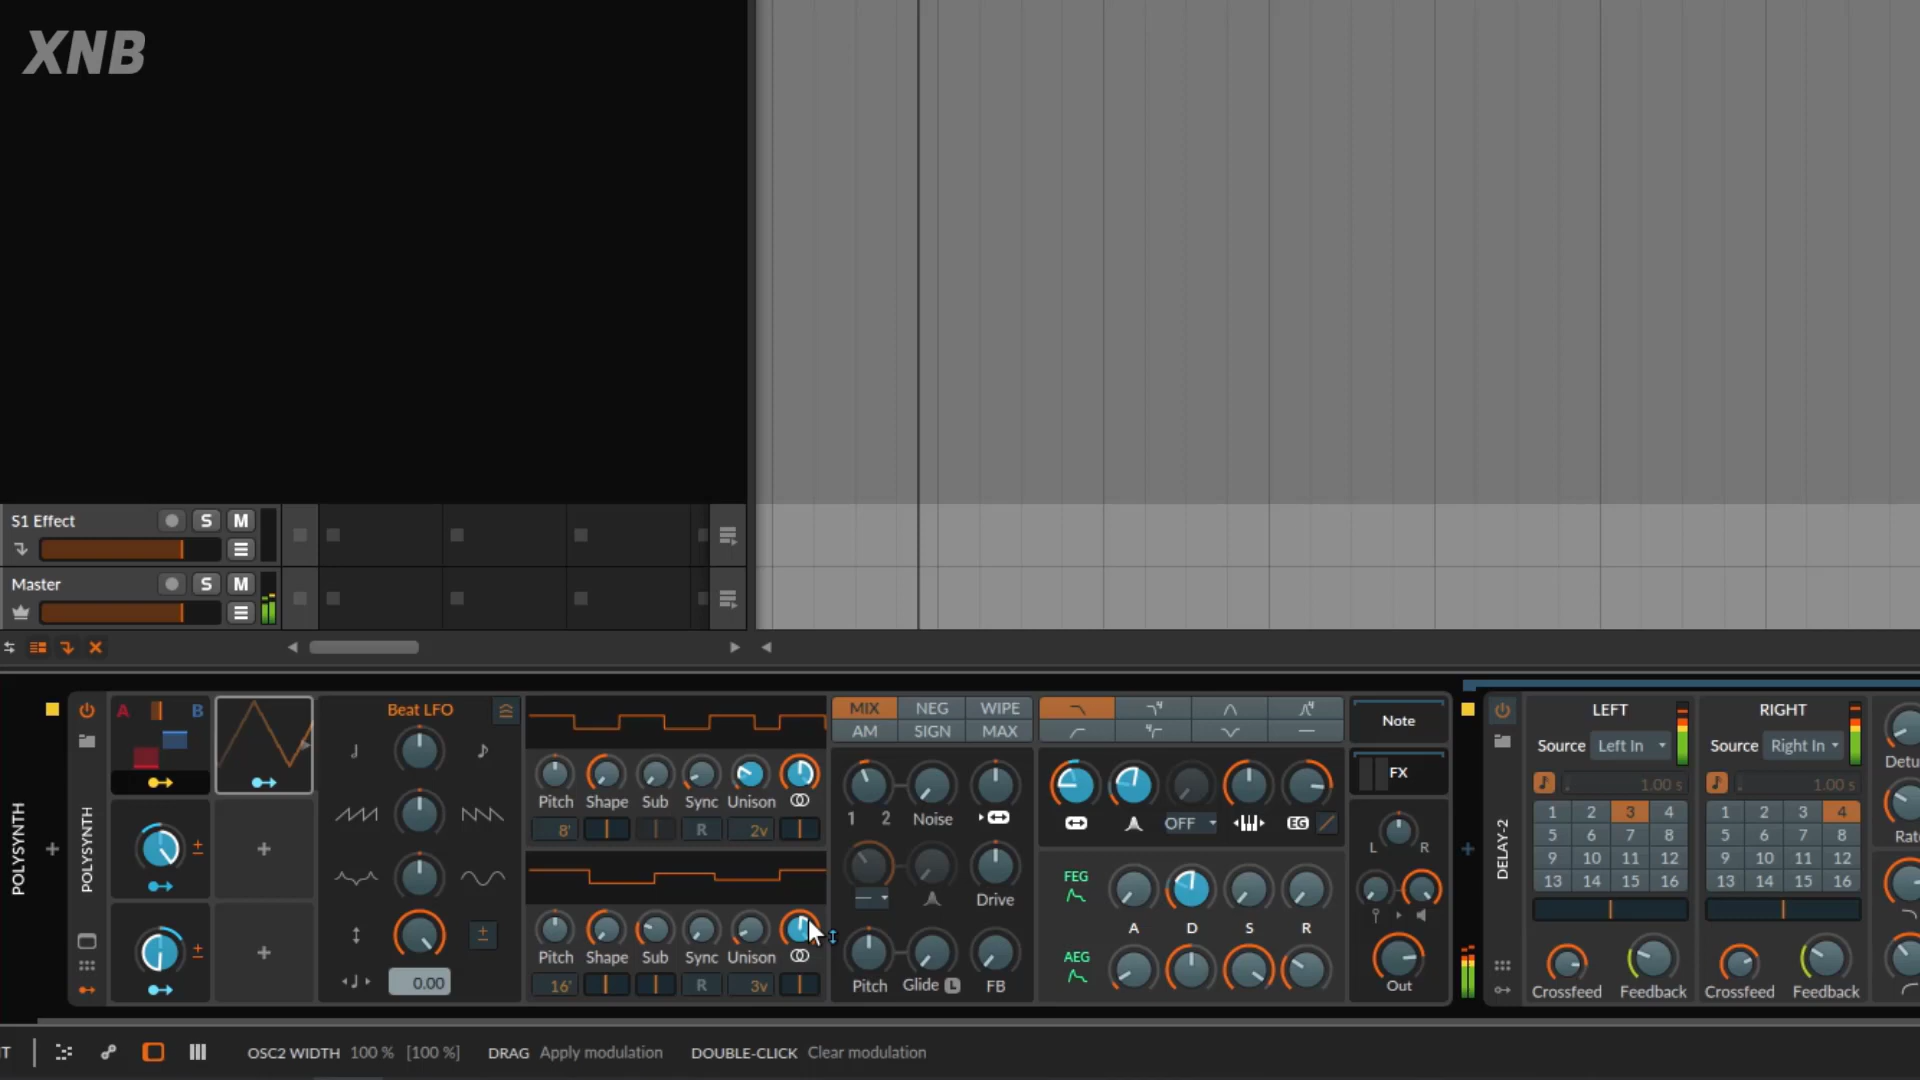 XNB
S1 Effect
S
M
Master
S
M
POLYSYNTH
POLYSYNTH
A
B
Beat LFO
0.00
Pitch Shape Sub Sync Unison
8' R 2v
Pitch Shape Sub Sync Unison
16' R 3v
MIX NEG WIPE
AM SIGN MAX
1 2 Noise
Drive
Pitch Glide L FB
OFF
EG
FEG
A D S R
AEG
Note
FX
L R
Out
DELAY-2
LEFT
Source Left In
1.00 s
1 2 3 4
5 6 7 8
9 10 11 12
13 14 15 16
Crossfeed Feedback
RIGHT
Source Right In
1.00 s
1 2 3 4
5 6 7 8
9 10 11 12
13 14 15 16
Crossfeed Feedback
Detu
Rate
T
OSC2 WIDTH 100 % [100 %] DRAG Apply modulation DOUBLE-CLICK Clear modulation